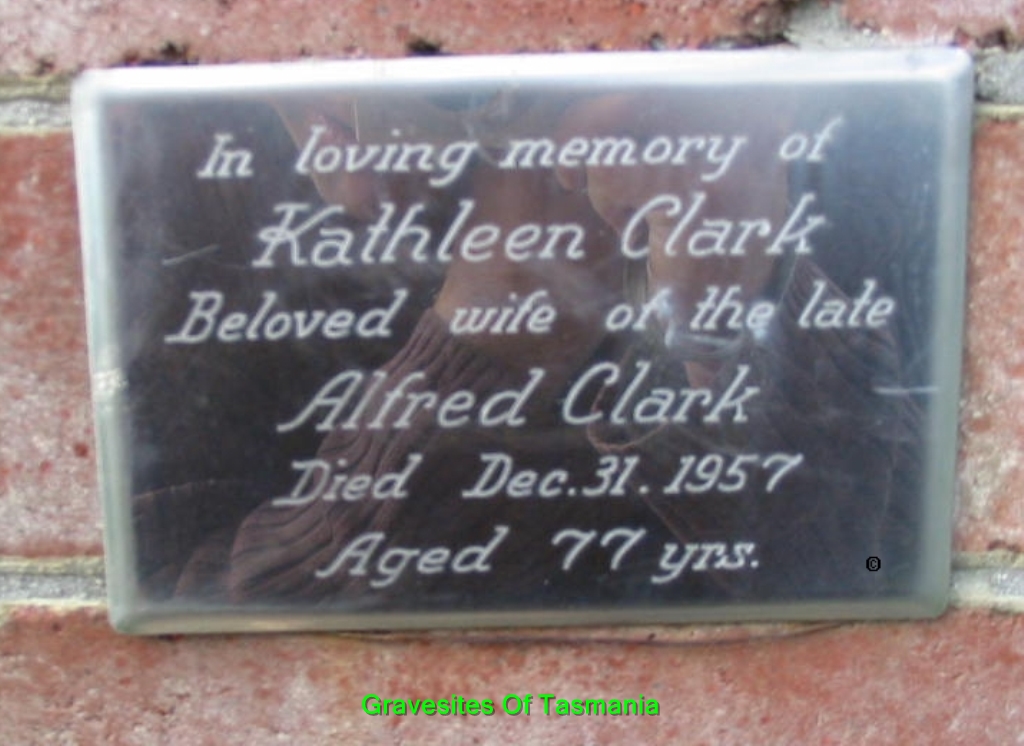 In loving memory of
Kathleen Clark
Beloved wife of the late
Alfred Clark
Died Dec. 31. 1957
Aged 77 yrs.
©
Gravesites Of Tasmania